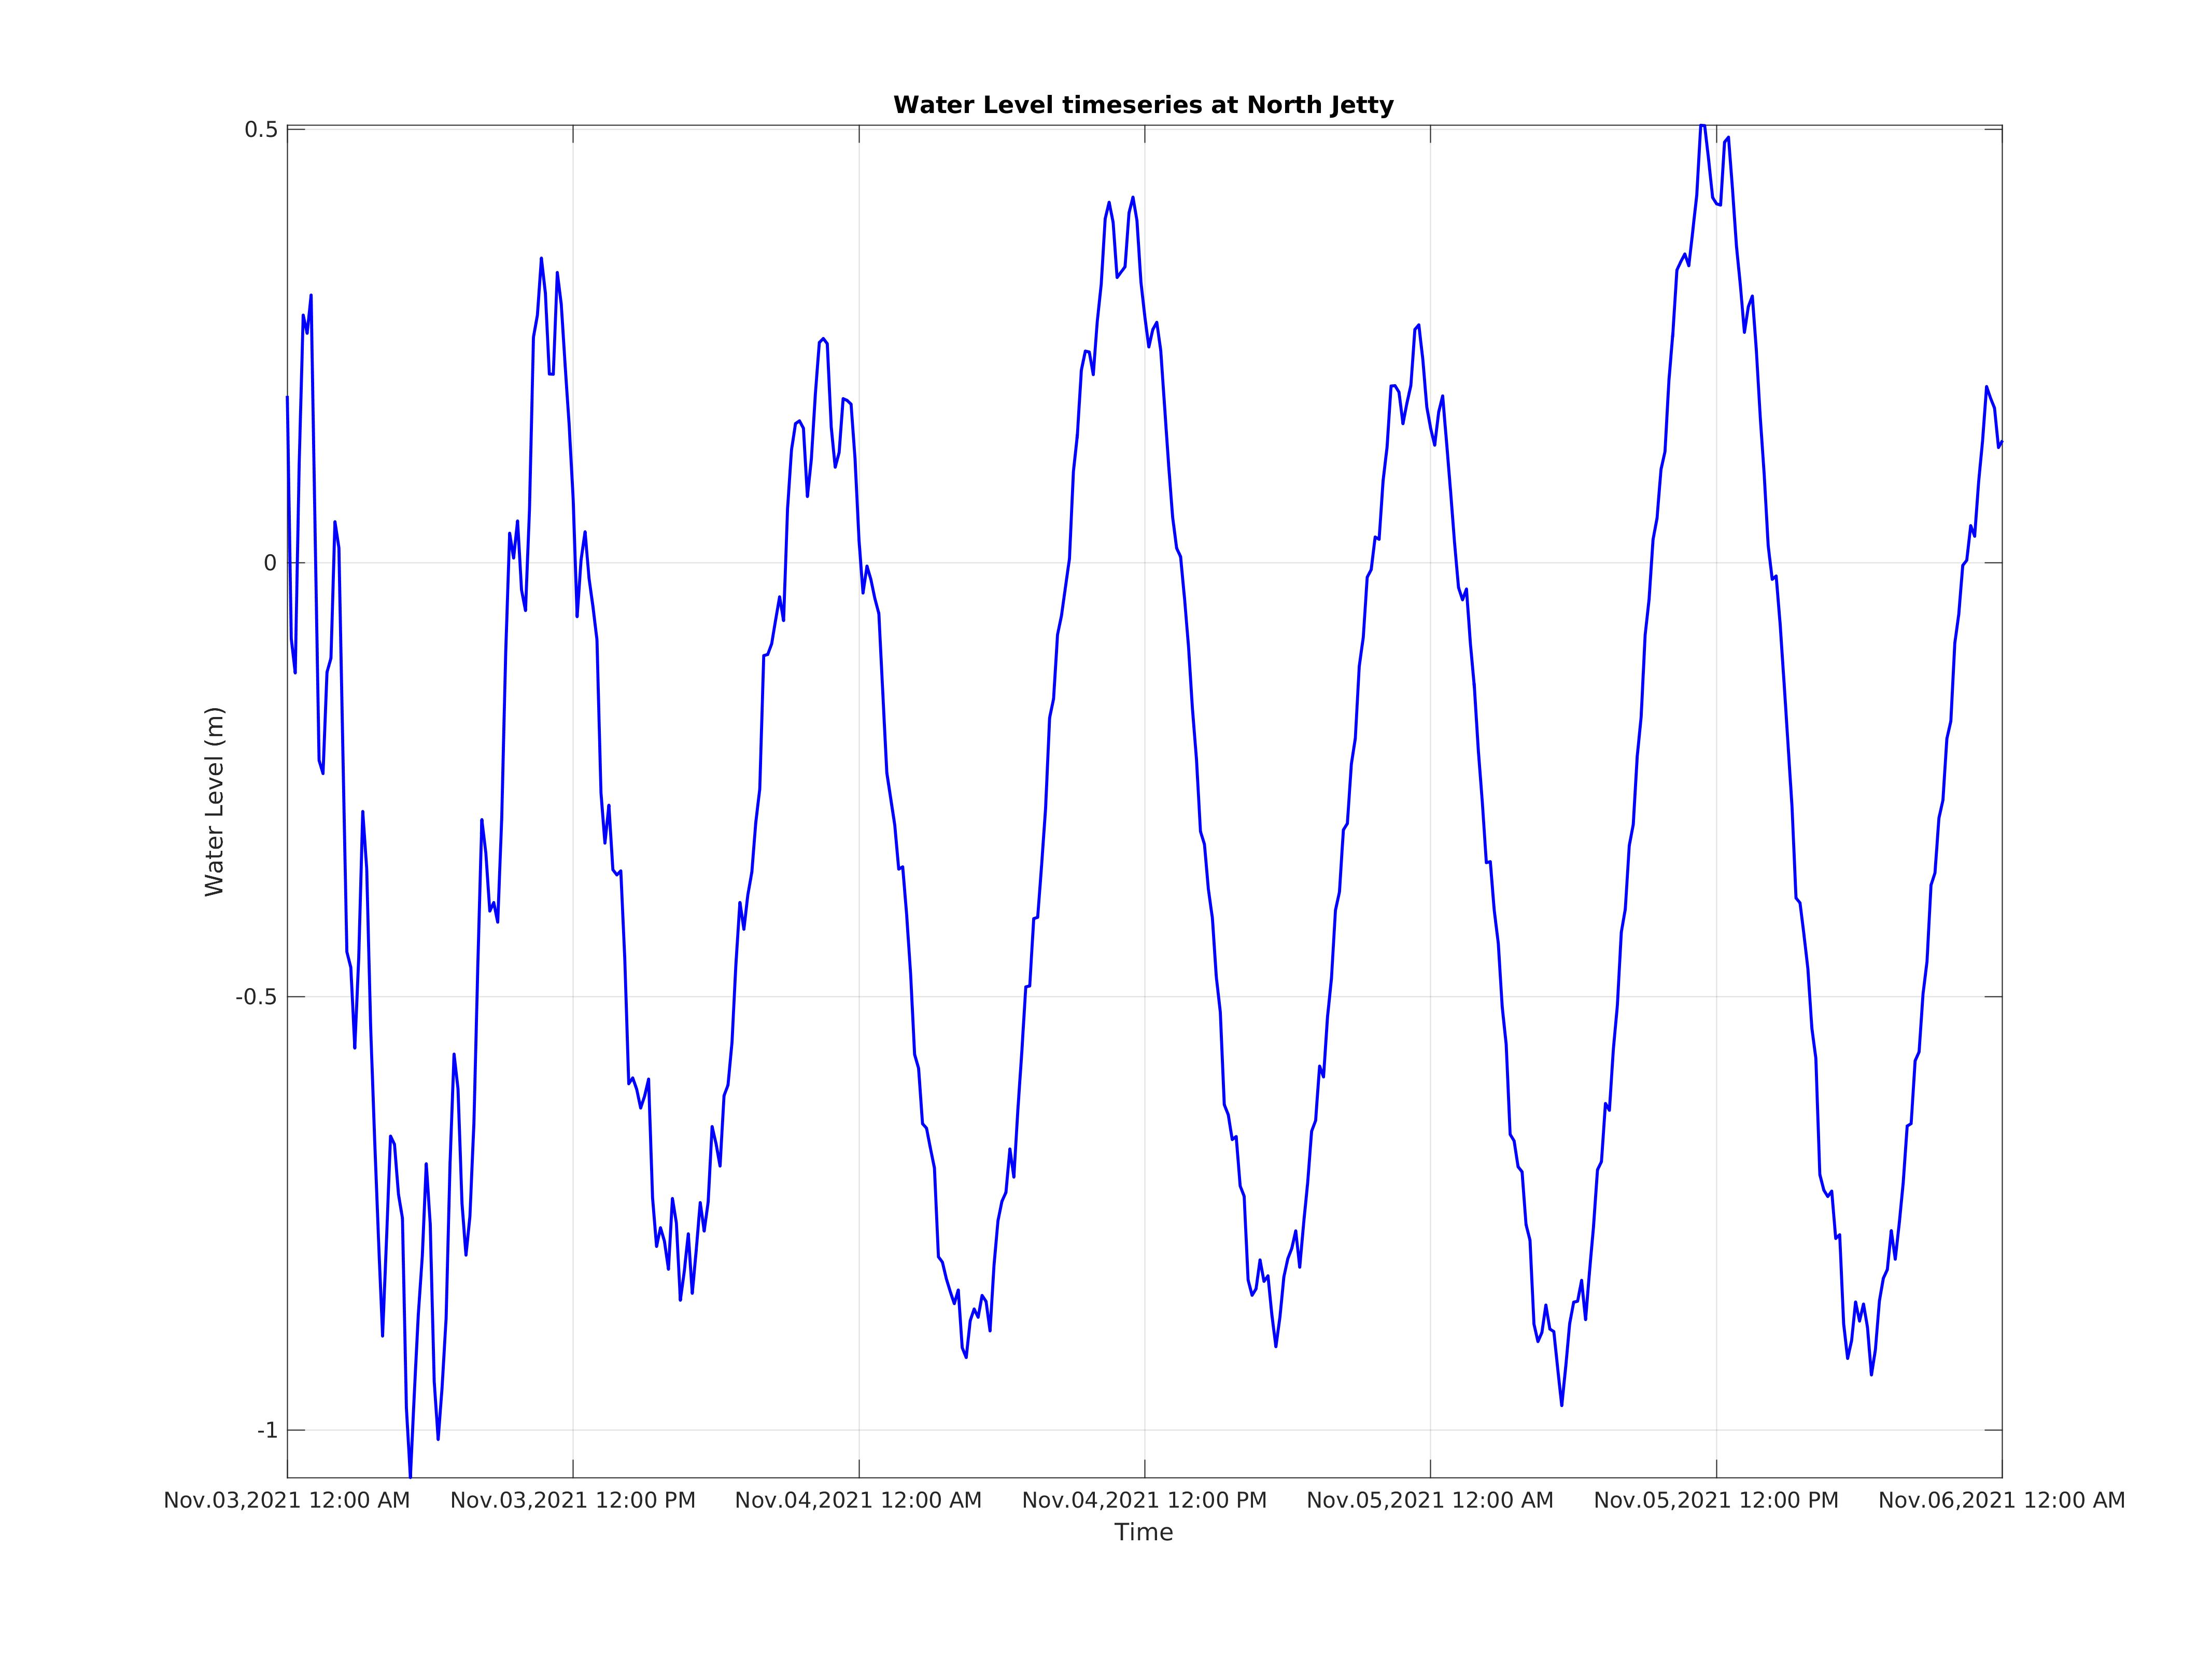 Water Level timeseries at North Jetty
0.5
0
-0.5
-1
Water Level (m)
Nov.03,2021 12:00 AM Nov.03,2021 12:00 PM Nov.04,2021 12:00 AM Nov.04,2021 12:00 PM Nov.05,2021 12:00 AM Nov.05,2021 12:00 PM Nov.06,2021 12:00 AM
Time